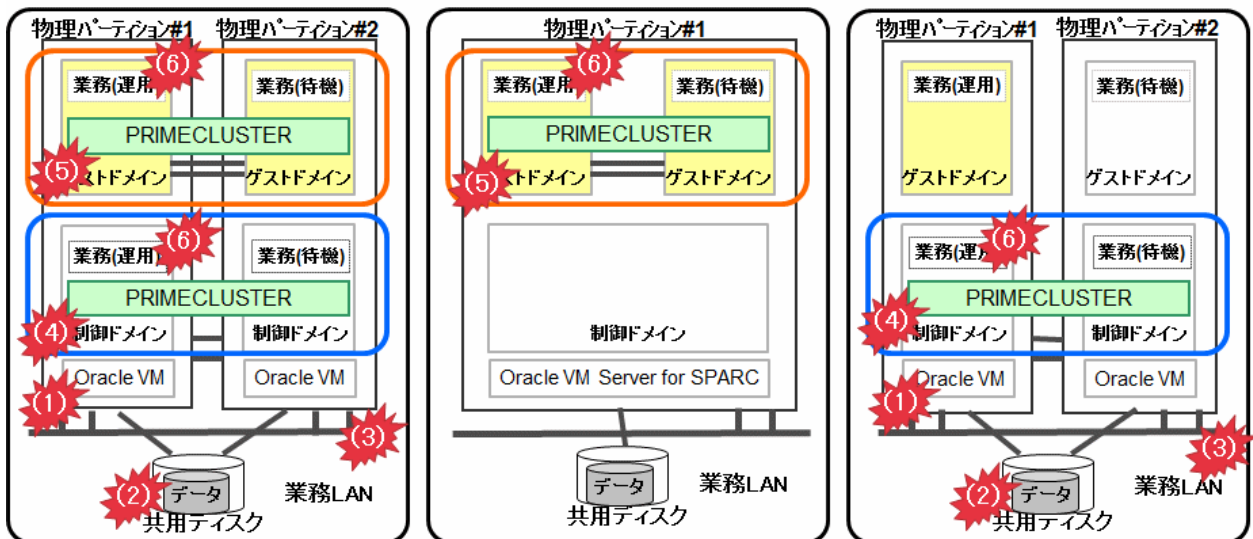 物理パーティション#1 物理パーティション#2
(6)
業務(運用) 業務(待機)
PRIMECLUSTER
(5)
ストドメイン ゲストドメイン
(6)
業務(運用 業務(待機)
PRIMECLUSTER
(4)
制御ドメイン 制御ドメイン
Oracle VM Oracle VM
(1)
(3)
(2)
データ
業務LAN
共用ディスク
物理パーティション#1
(6)
業務(運用 業務(待機)
PRIMECLUSTER
(5)
ストドメイン ゲストドメイン
制御ドメイン
Oracle VM Server for SPARC
データ
業務LAN
共用ディスク
物理パーティション#1 物理パーティション#2
業務(運用) 業務(待機)
ゲストドメイン ゲストドメイン
(6)
業務(運用 業務(待機)
PRIMECLUSTER
(4)
制御ドメイン 制御ドメイン
Oracle VM Oracle VM
(1)
(3)
(2)
データ
業務LAN
共用ディスク